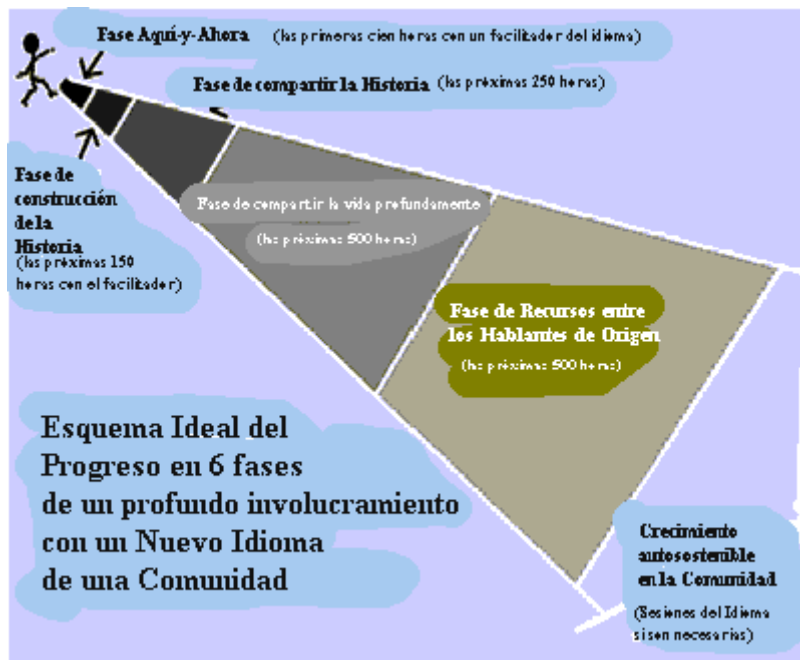 Fase Aquí-y-Ahora (las primeras cien horas con un facilitador del idioma)
Fase de compartir la Historia (las próximas 250 horas)
Fase de
construcción
de la
Historia
(las próximas 150
horas con el facilitador)
Fase de compartir la vida profundamente
(las próximas 500 horas)
Fase de Recursos entre
los Hablantes de Origen
(las próximas 500 horas)
Esquema Ideal del
Progreso en 6 fases
de un profundo involucramiento
con un Nuevo Idioma
de una Comunidad
Crecimiento
autosostenible
en la Comunidad
(Sesiones del Idioma
si son necesarias)